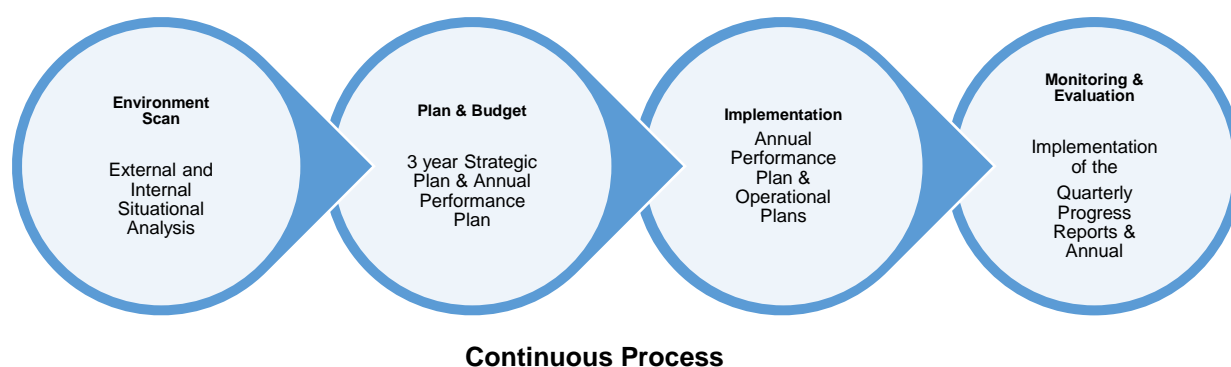 Environment
Scan
External and
Internal
Situational
Analysis
Plan & Budget
3 year Strategic
Plan & Annual
Performance
Plan
Implementation
Annual
Performance
Plan &
Operational
Plans
Monitoring &
Evaluation
Implementation
of the
Quarterly
Progress
Reports &
Annual
Continuous Process